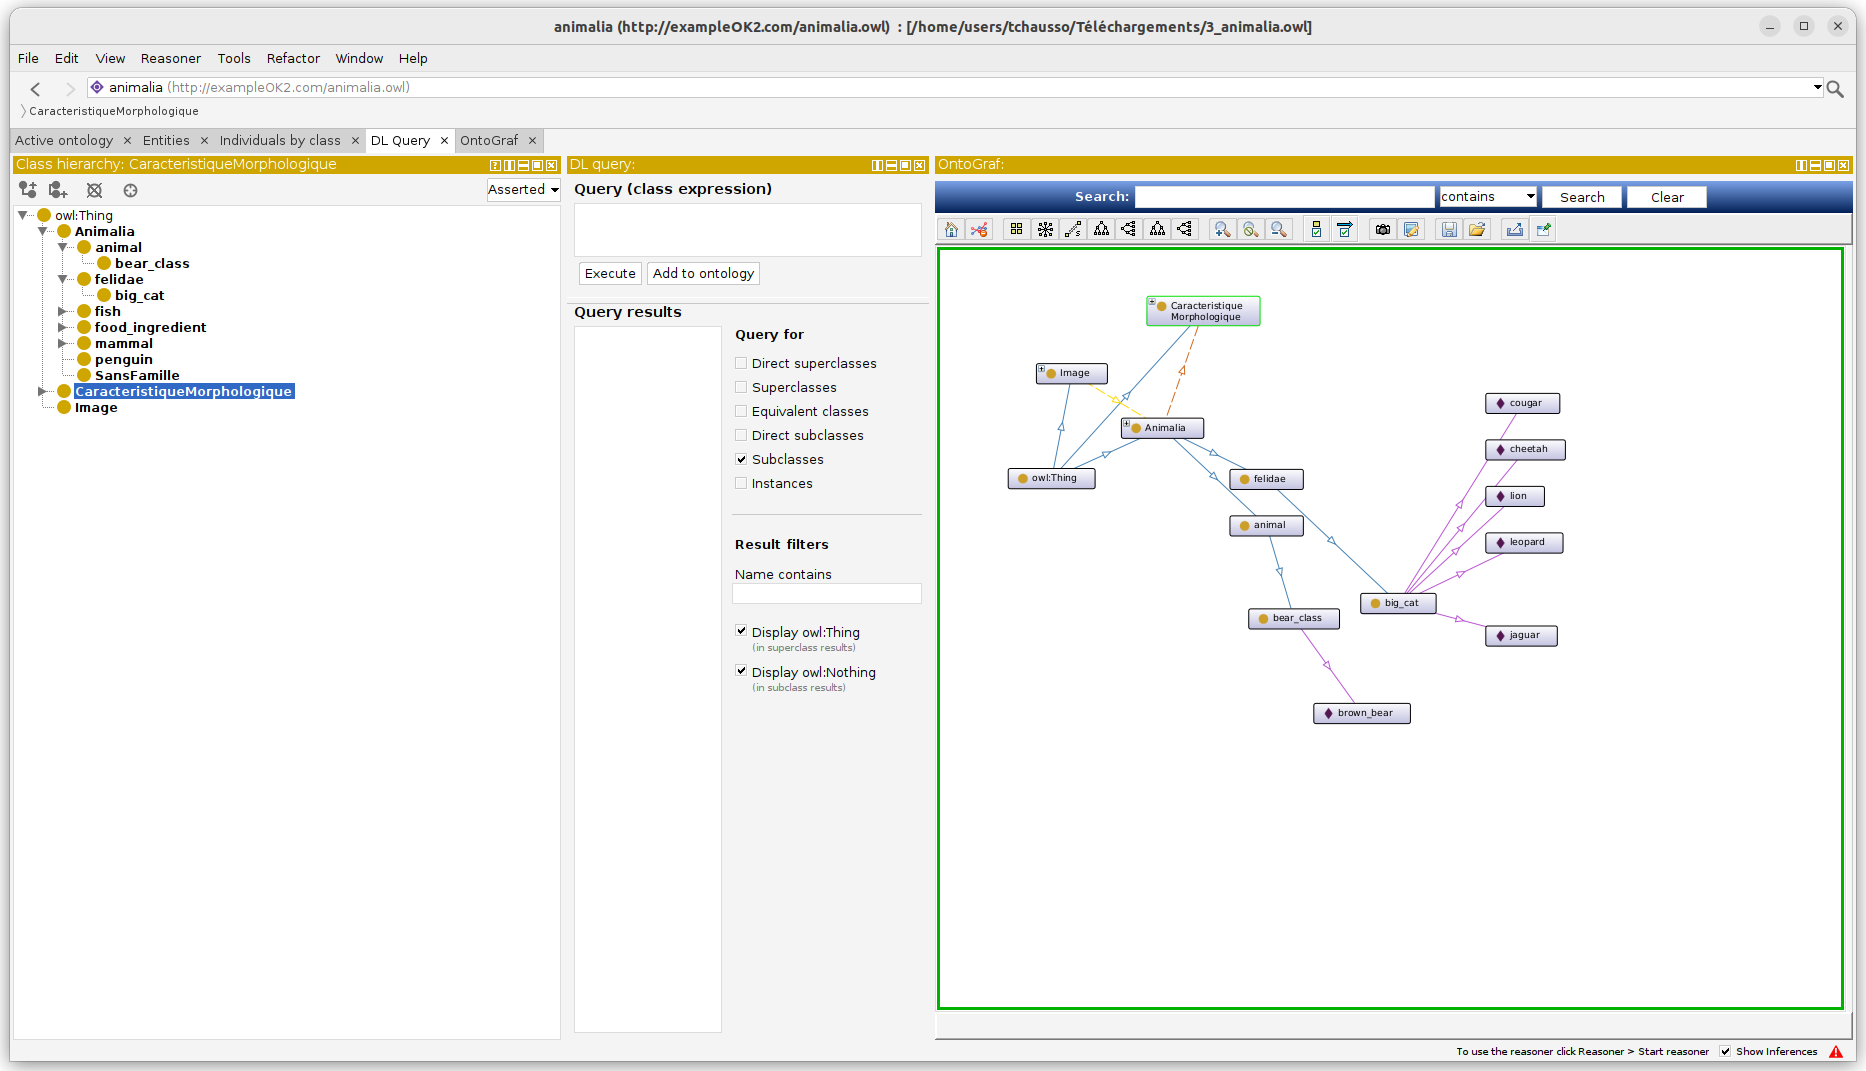 animalia (http://exampleOK2.com/animalia.owl)  : [/home/users/tchausso/Téléchargements/3_animalia.owl]
File Edit View Reasoner Tools Refactor Window Help
animalia (http://exampleOK2.com/animalia.owl)
CaracteristiqueMorphologique
Active ontology × Entities × Individuals by class × DL Query × OntoGraf ×
Class hierarchy: CaracteristiqueMorphologique
Asserted
owl:Thing
Animalia
animal
bear_class
felidae
big_cat
fish
food_ingredient
mammal
penguin
SansFamille
CaracteristiqueMorphologique
Image
DL query:
Query (class expression)
Execute Add to ontology
Query results
Query for
Direct superclasses
Superclasses
Equivalent classes
Direct subclasses
Subclasses
Instances
Result filters
Name contains
Display owl:Thing
(in superclass results)
Display owl:Nothing
(in subclass results)
OntoGraf:
Search: contains Search Clear
Caracteristique
Morphologique
Image
Animalia
owl:Thing
felidae
animal
bear_class
big_cat
brown_bear
cougar
cheetah
lion
leopard
jaguar
To use the reasoner click Reasoner > Start reasoner Show Inferences